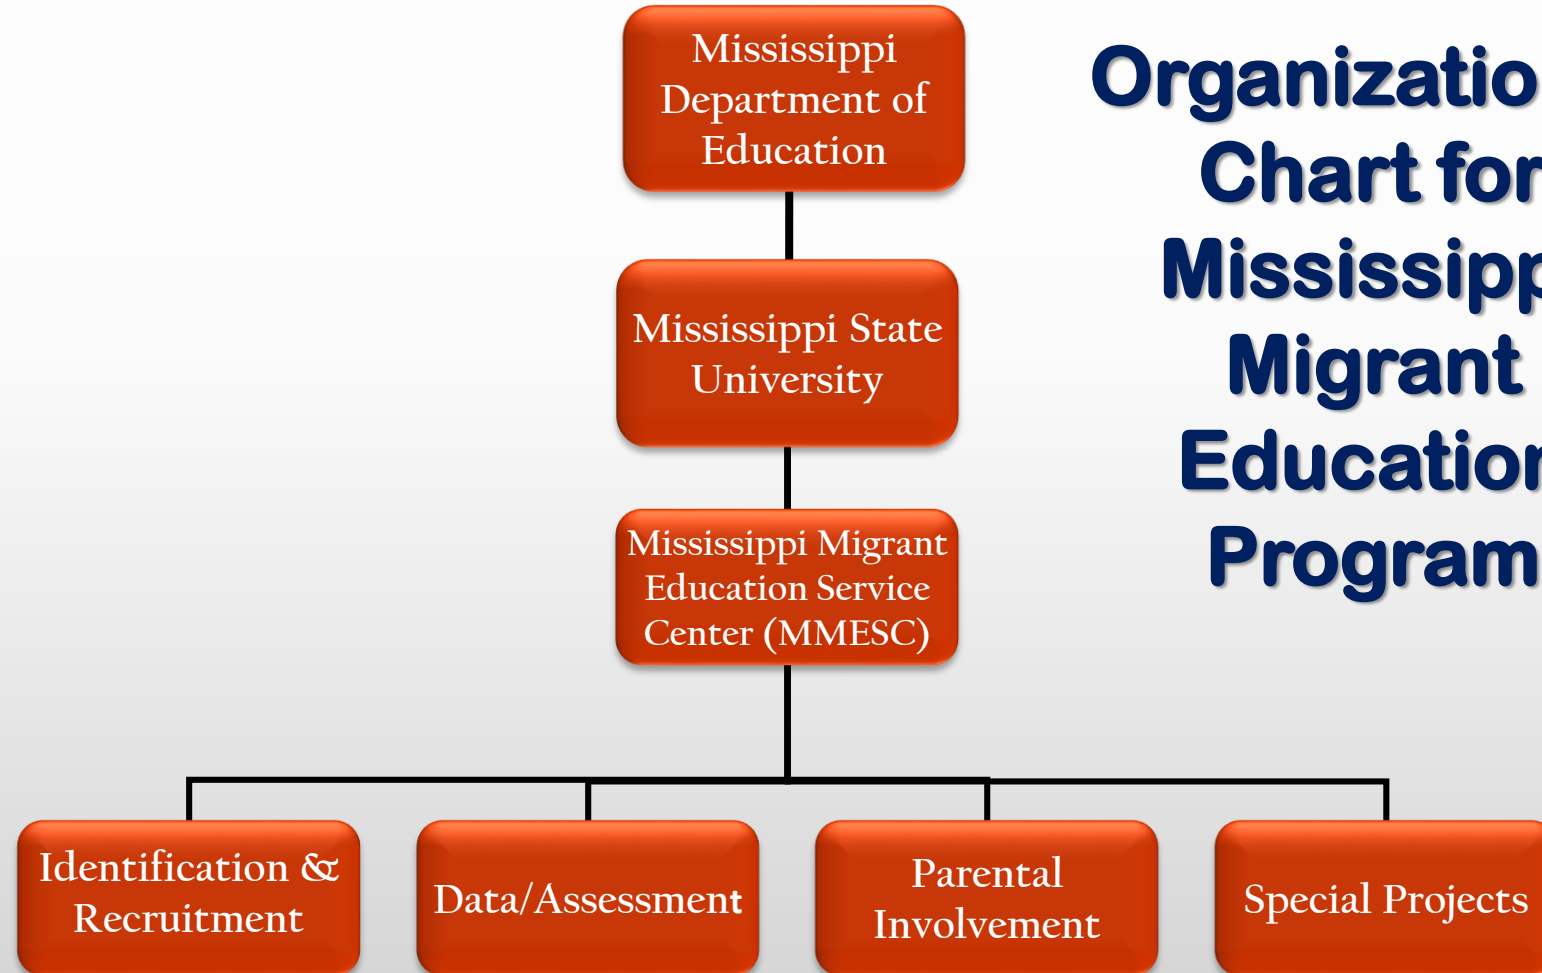 Mississippi
Department of
Education
Organizatio
Chart for
Mississipp
Migrant
Education
Program
Mississippi State
University
Mississippi Migrant
Education Service
Center (MMESC)
Identification &
Recruitment
Data/Assessment
Parental
Involvement
Special Projects